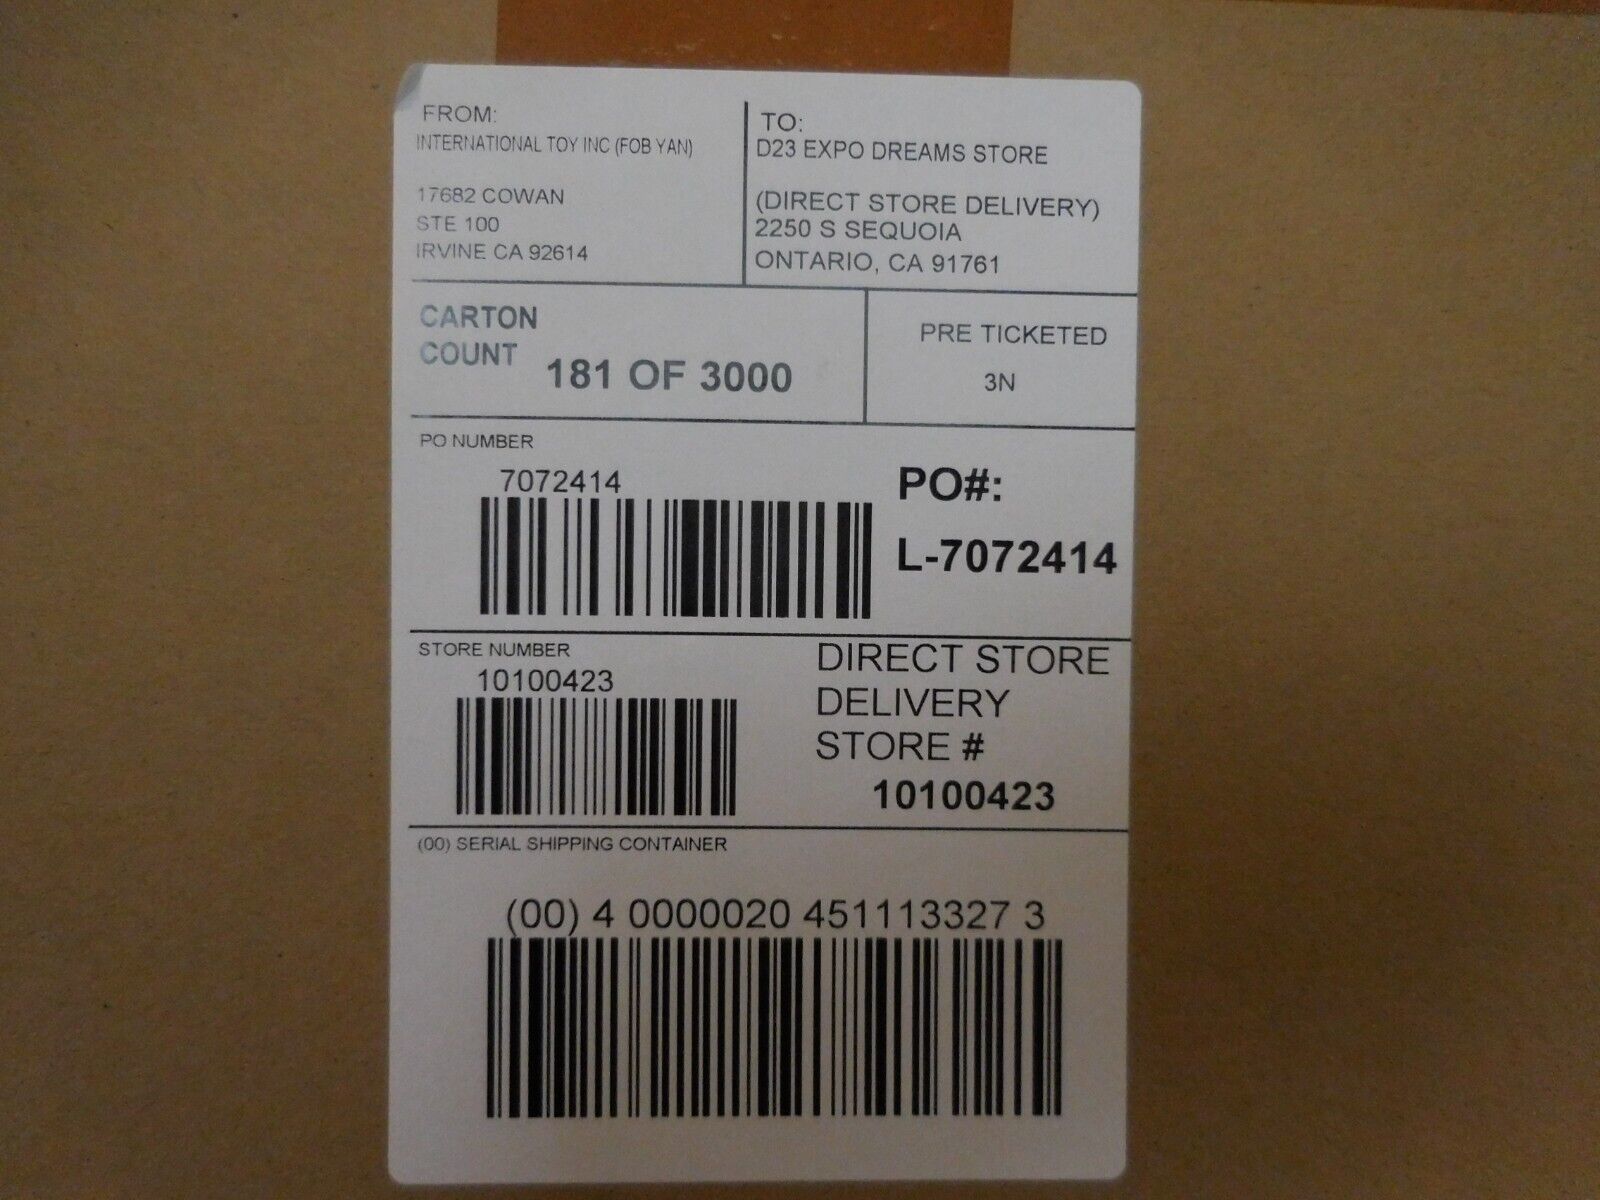 FROM:
INTERNATIONAL TOY INC (FOB YAN)
17682 COWAN
STE 100
IRVINE CA 92614
TO:
D23 EXPO DREAMS STORE
(DIRECT STORE DELIVERY)
2250 S SEQUOIA
ONTARIO, CA 91761
CARTON
COUNT 181 OF 3000
PRE TICKETED
3N
PO NUMBER
7072414
PO#:
L-7072414
STORE NUMBER
10100423
DIRECT STORE
DELIVERY
STORE #
10100423
(00) SERIAL SHIPPING CONTAINER
(00) 4 0000020 451113327 3